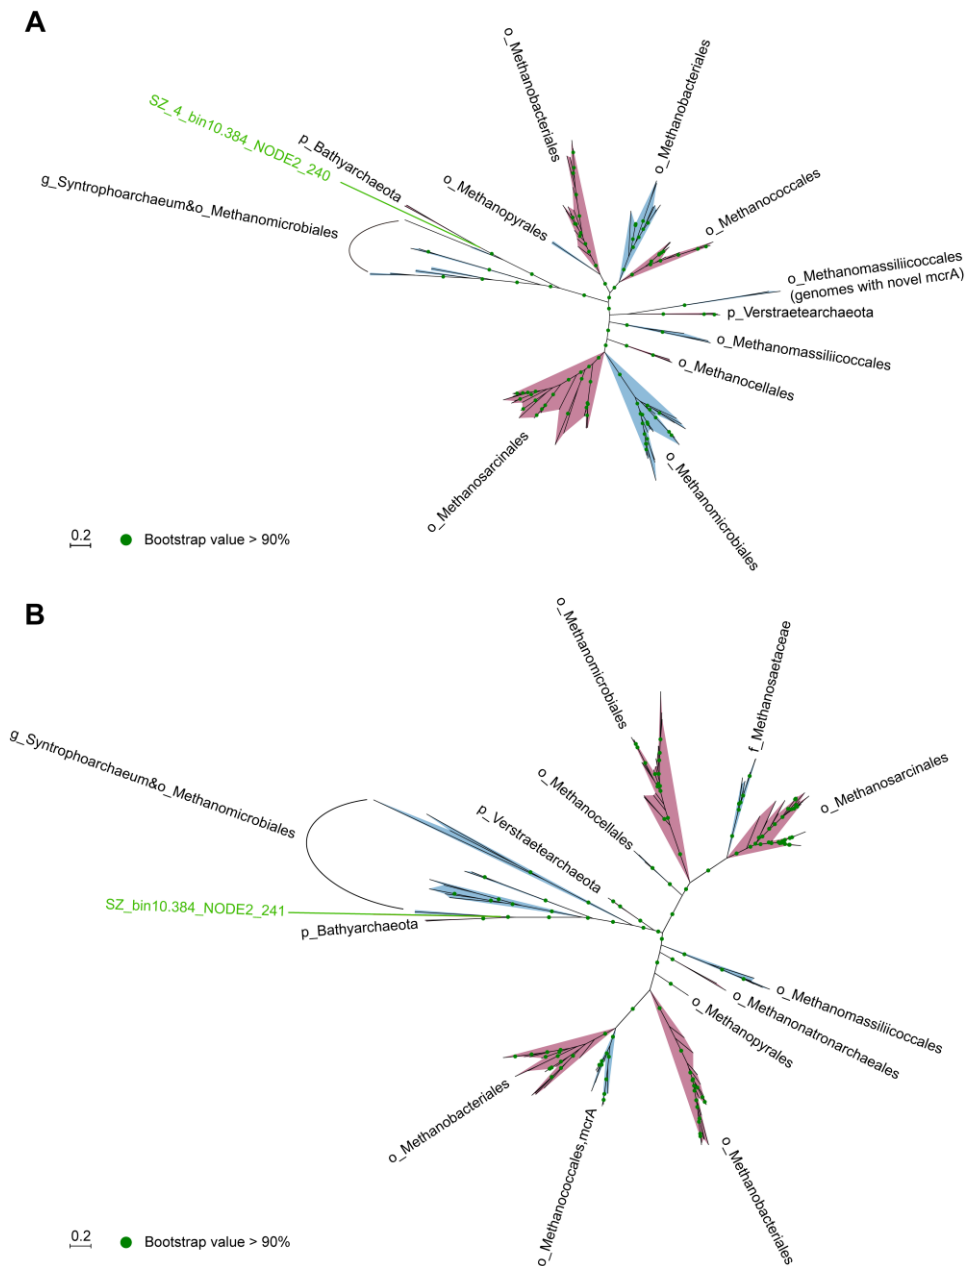 A
o_Methanobacteriales
o_Methanobacteriales
SZ_4_bin10.384_NODE2_240
p_Bathyarchaeota
g_Syntrophoarchaeum&o_Methanomicrobiales
o_Methanopyrales
o_Methanococcales
o_Methanomassiliicoccales
(genomes with novel mcrA)
p_Verstraetearchaeota
o_Methanomassiliicoccales
o_Methanocellales
o_Methanosarcinales
o_Methanomicrobiales
0.2
Bootstrap value > 90%
B
o_Methanomicrobiales
f_Methanosaetaceae
g_Syntrophoarchaeum&o_Methanomicrobiales
o_Methanocellales
o_Methanosarcinales
p_Verstraetearchaeota
SZ_bin10.384_NODE2_241
p_Bathyarchaeota
o_Methanomassiliicoccales
o_Methanonatronarchaeales
o_Methanopyrales
o_Methanobacteriales
o_Methanococcales,mcrA
o_Methanobacteriales
0.2
Bootstrap value > 90%